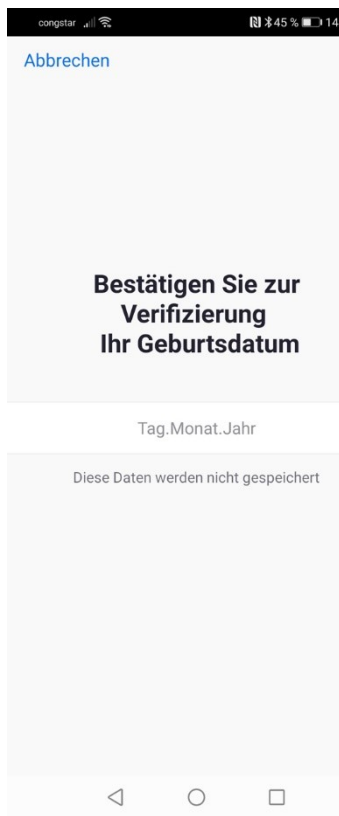 congstar 45 % 14
Abbrechen
Bestätigen Sie zur
Verifizierung
Ihr Geburtsdatum
Tag.Monat.Jahr
Diese Daten werden nicht gespeichert